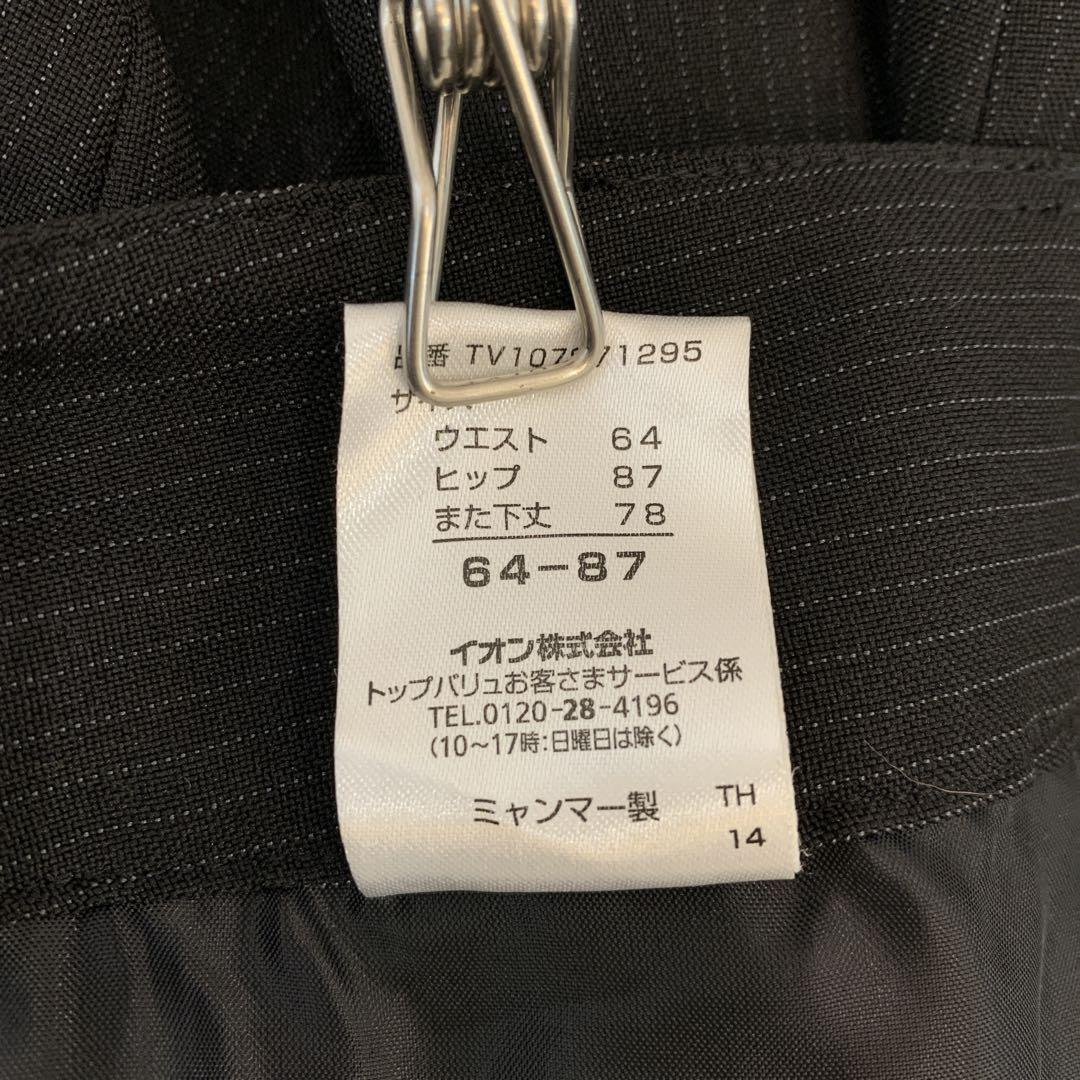 品番
ウエスト 64
ヒップ 87
また下丈 78
64-87
イオン株式会社
トップバリュお客さまサービス係
TEL.0120-28-4196
(10〜17時:日曜日は除く)
ミャンマー製 TH
14